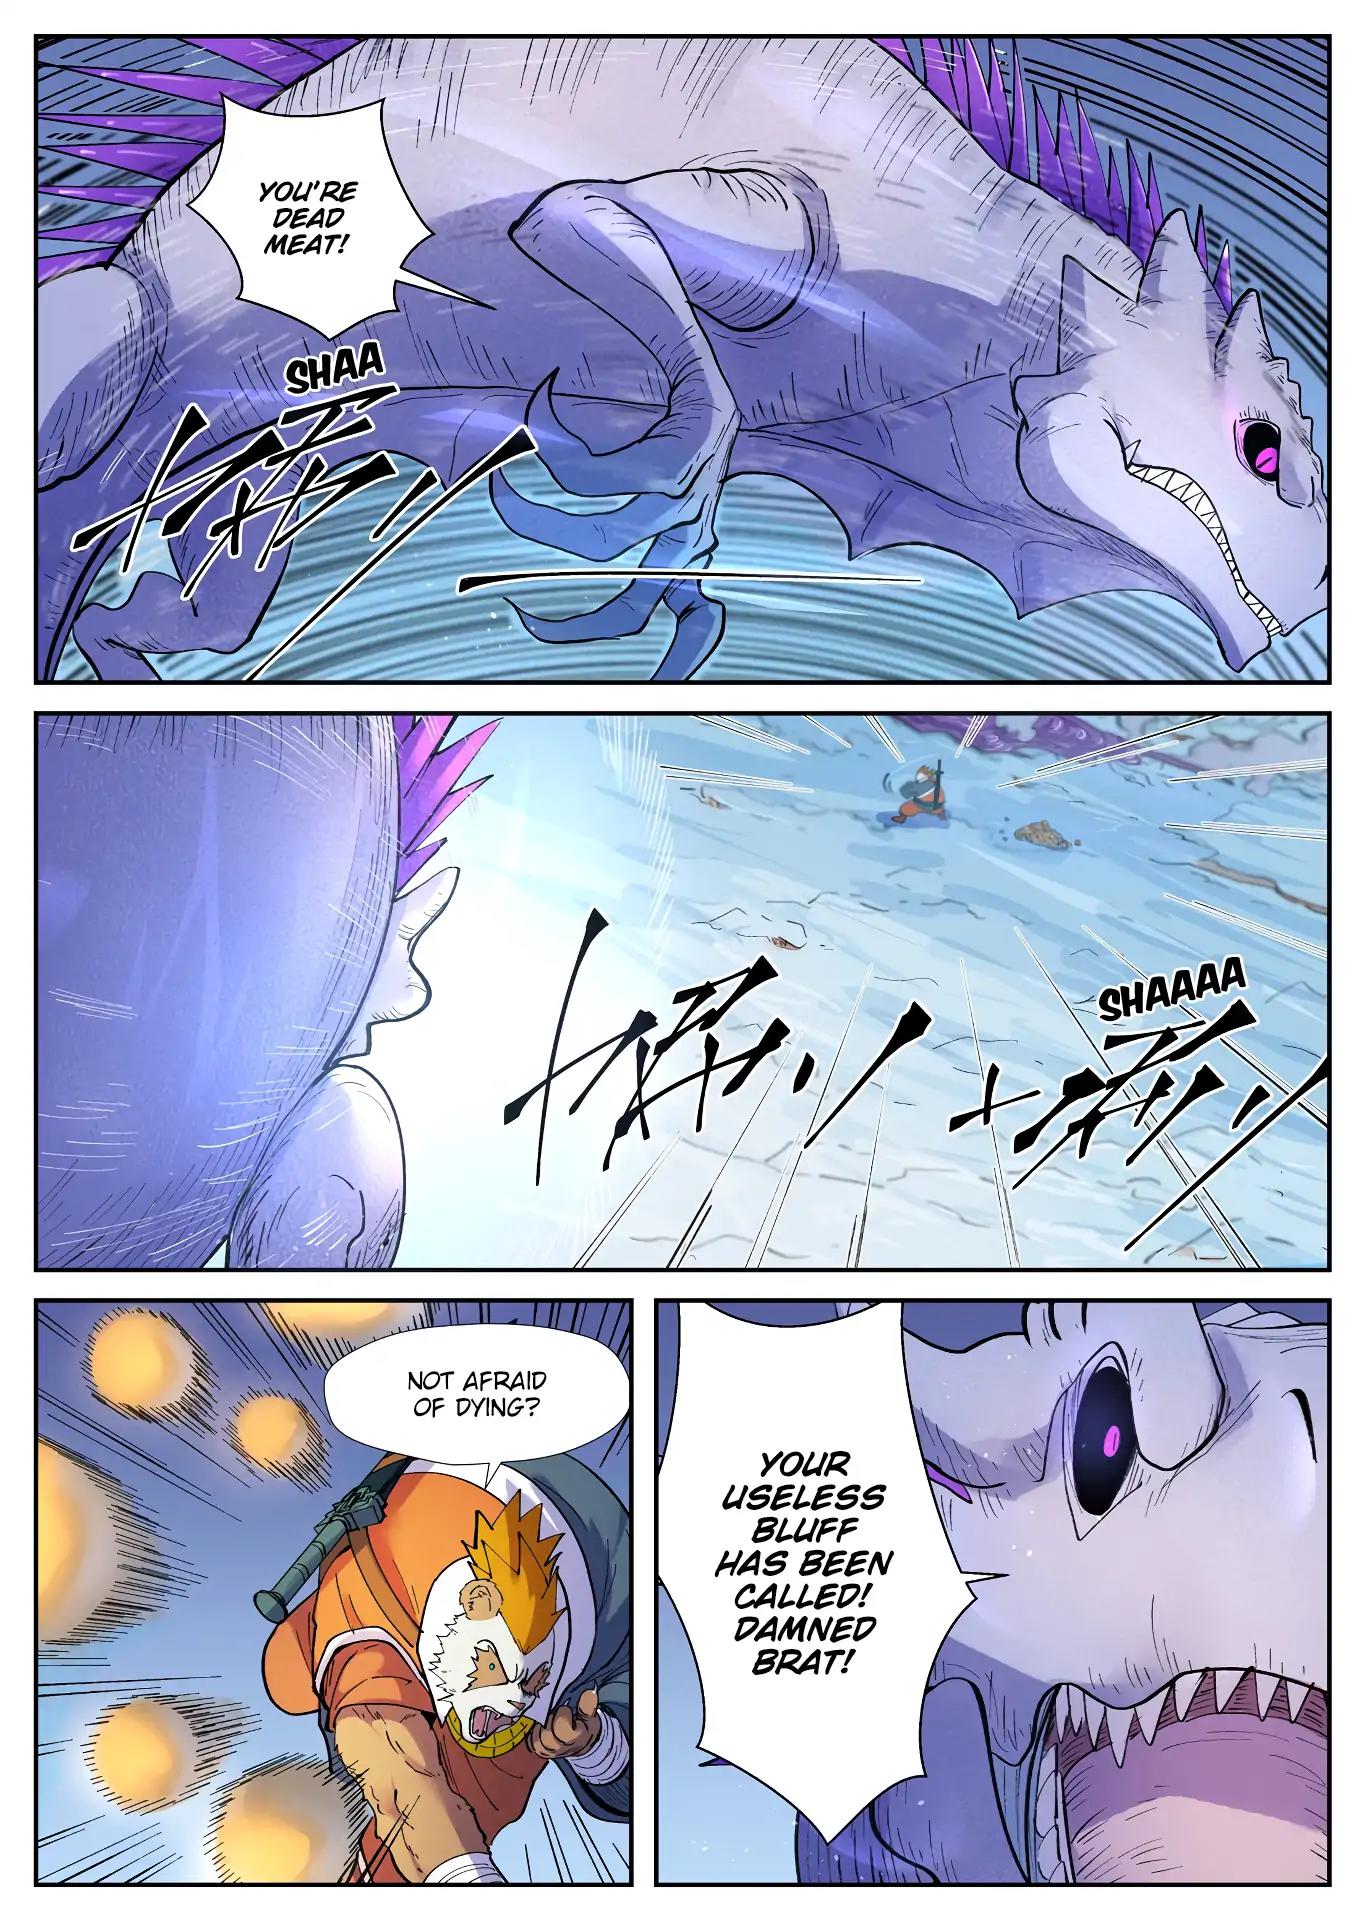 YOU'RE
DEAD
MEAT!
SHAA
SHAAAA
NOT AFRAID
OF DYING?
YOUR
USELESS
BLUFF
HAS BEEN
CALLED!
DAMNED
BRAT!